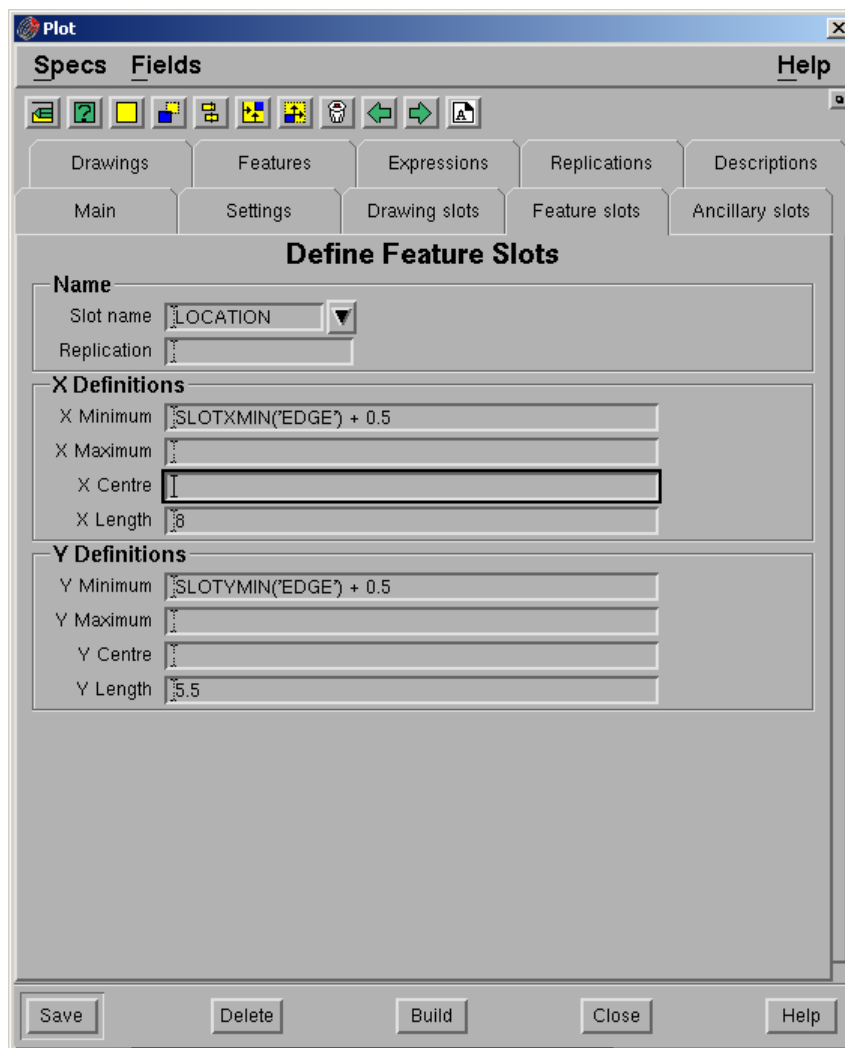 Plot
Specs Fields Help
Drawings Features Expressions Replications Descriptions
Main Settings Drawing slots Feature slots Ancillary slots
Define Feature Slots
Name
Slot name LOCATION
Replication
X Definitions
X Minimum SLOTXMIN('EDGE') + 0.5
X Maximum
X Centre
X Length 8
Y Definitions
Y Minimum SLOTYMIN('EDGE') + 0.5
Y Maximum
Y Centre
Y Length 5.5
Save Delete Build Close Help